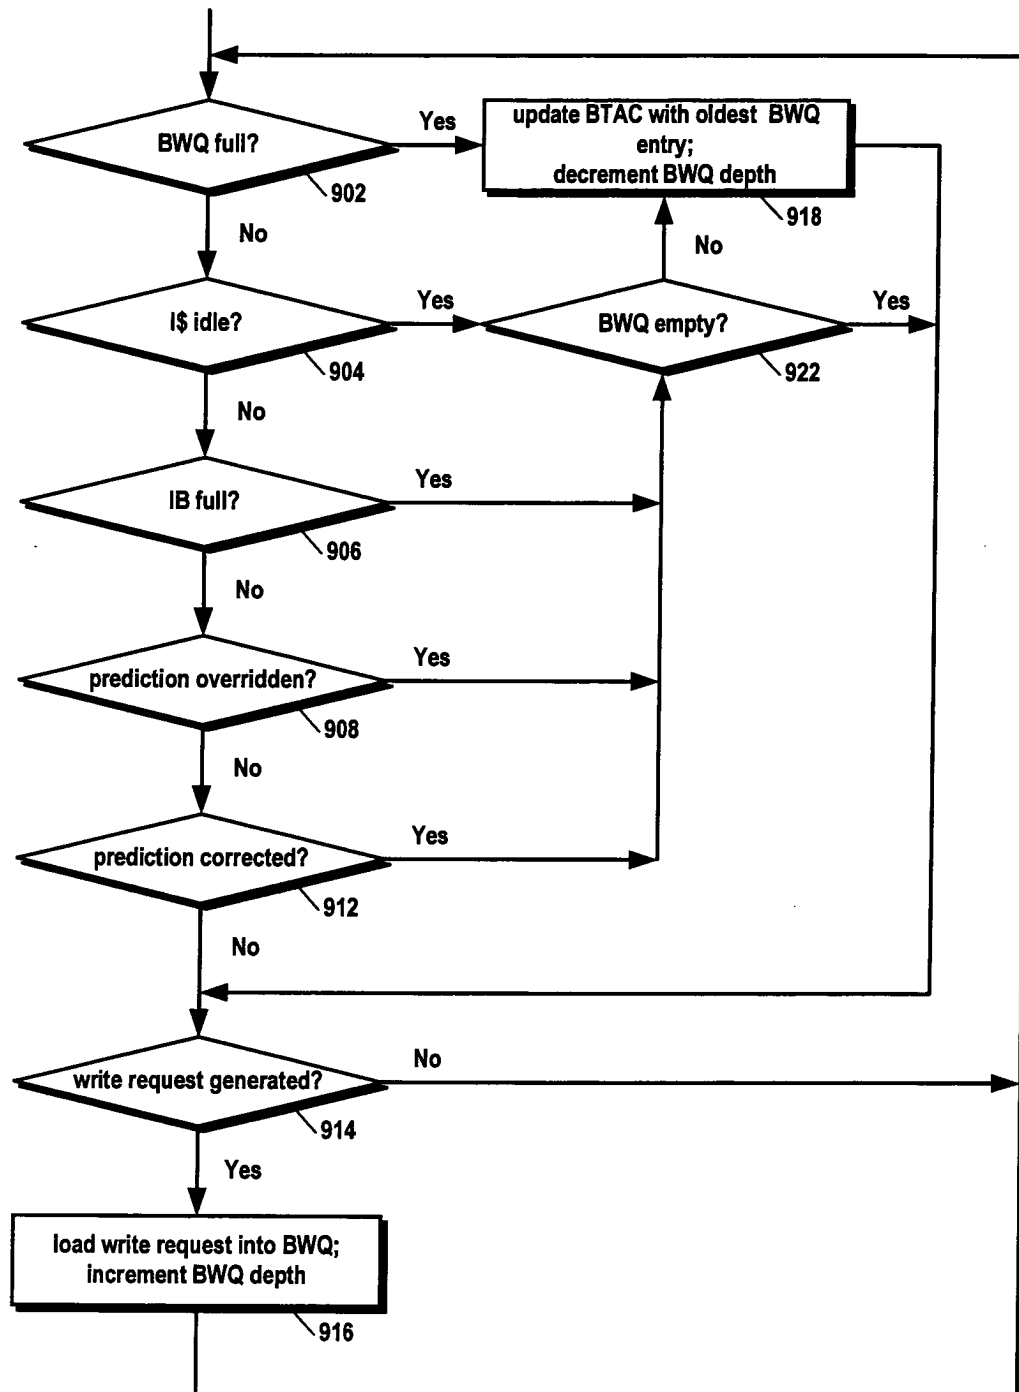 BWQ full?
902
Yes
update BTAC with oldest BWQ
entry;
decrement BWQ depth
918
No
No
I$ idle?
904
Yes
BWQ empty?
922
Yes
No
IB full?
906
Yes
No
prediction overridden?
908
Yes
No
prediction corrected?
912
Yes
No
write request generated?
914
No
Yes
load write request into BWQ;
increment BWQ depth
916